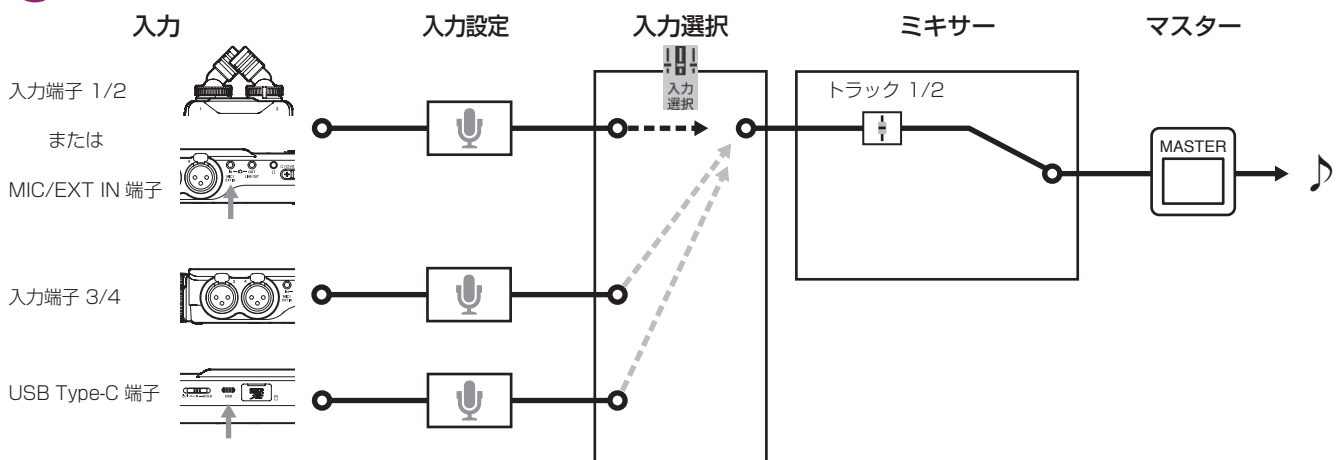 入力
入力設定
入力選択
ミキサー
マスター
入力
選択
入力端子 1/2
または
MIC/EXT IN 端子
トラック 1/2
MASTER
入力端子 3/4
USB Type-C 端子